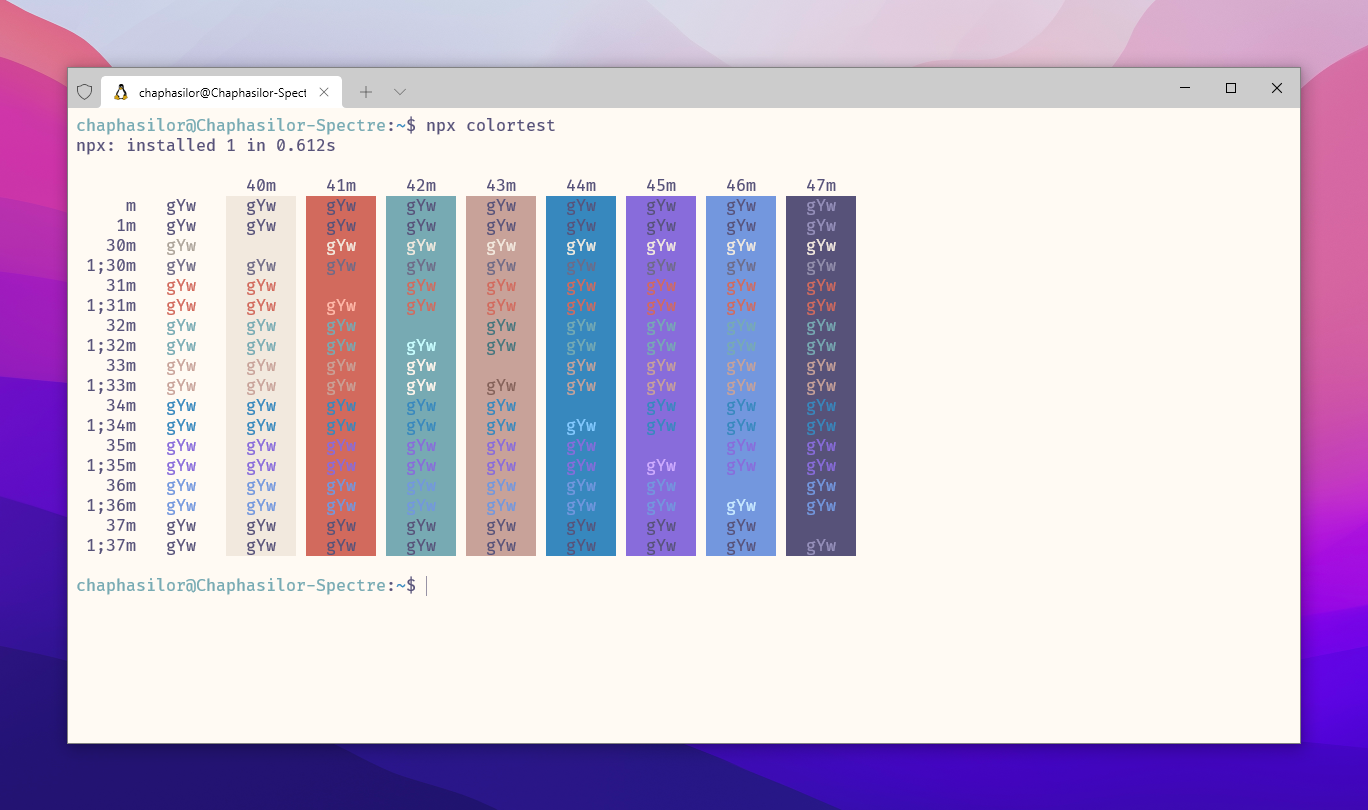 chaphasilor@Chaphasilor-Spect
chaphasilor@Chaphasilor-Spectre:~$ npx colortest
npx: installed 1 in 0.612s
40m 41m 42m 43m 44m 45m 46m 47m
m gYw gYw gYw gYw gYw gYw gYw gYw gYw
1m gYw gYw gYw gYw gYw gYw gYw gYw gYw
30m gYw gYw gYw gYw gYw gYw gYw gYw
1;30m gYw gYw gYw gYw gYw gYw gYw gYw gYw
31m gYw gYw gYw gYw gYw gYw gYw gYw
1;31m gYw gYw gYw gYw gYw gYw gYw gYw gYw
32m gYw gYw gYw gYw gYw gYw gYw gYw
1;32m gYw gYw gYw gYw gYw gYw gYw gYw gYw
33m gYw gYw gYw gYw gYw gYw gYw gYw
1;33m gYw gYw gYw gYw gYw gYw gYw gYw gYw
34m gYw gYw gYw gYw gYw gYw gYw gYw
1;34m gYw gYw gYw gYw gYw gYw gYw gYw gYw
35m gYw gYw gYw gYw gYw gYw gYw gYw
1;35m gYw gYw gYw gYw gYw gYw gYw gYw gYw
36m gYw gYw gYw gYw gYw gYw gYw gYw
1;36m gYw gYw gYw gYw gYw gYw gYw gYw gYw
37m gYw gYw gYw gYw gYw gYw gYw gYw
1;37m gYw gYw gYw gYw gYw gYw gYw gYw gYw
chaphasilor@Chaphasilor-Spectre:~$